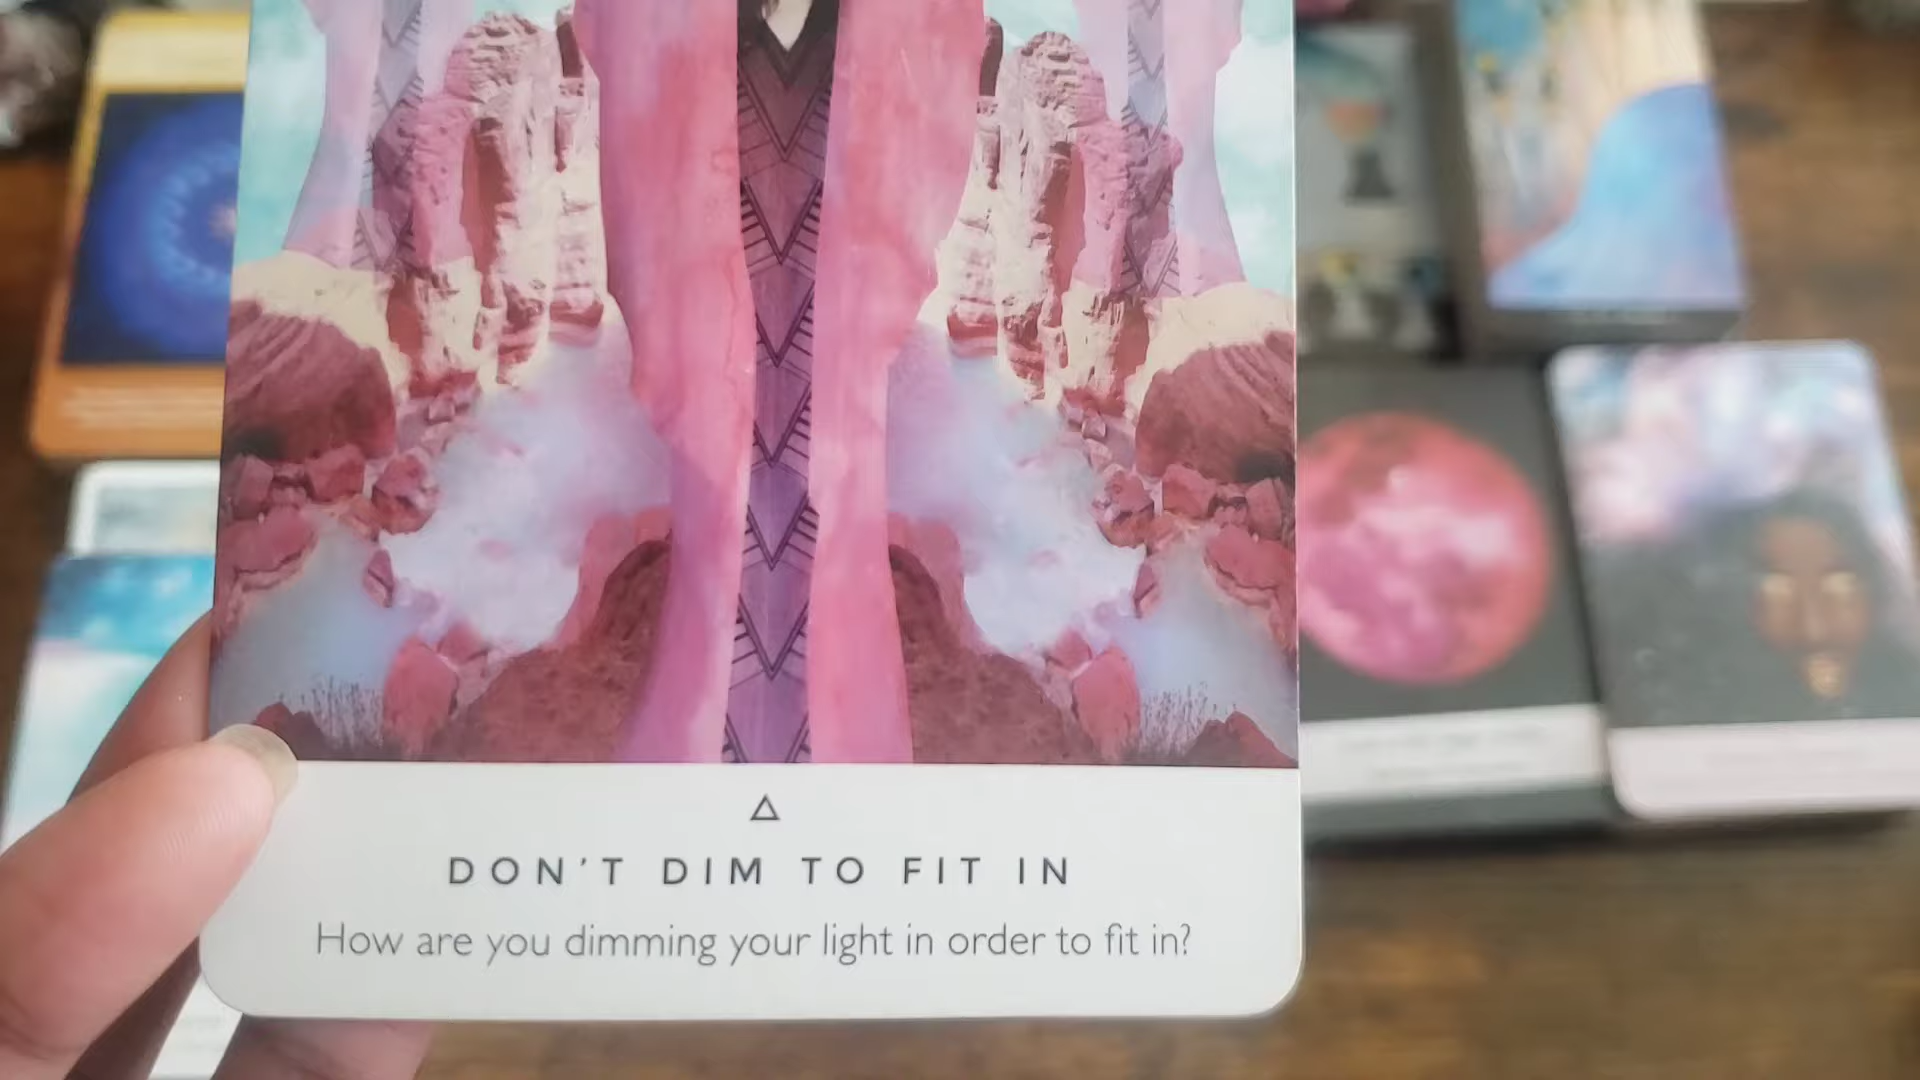 DON'T DIM TO FIT IN
How are you dimming your light in order to fit in?